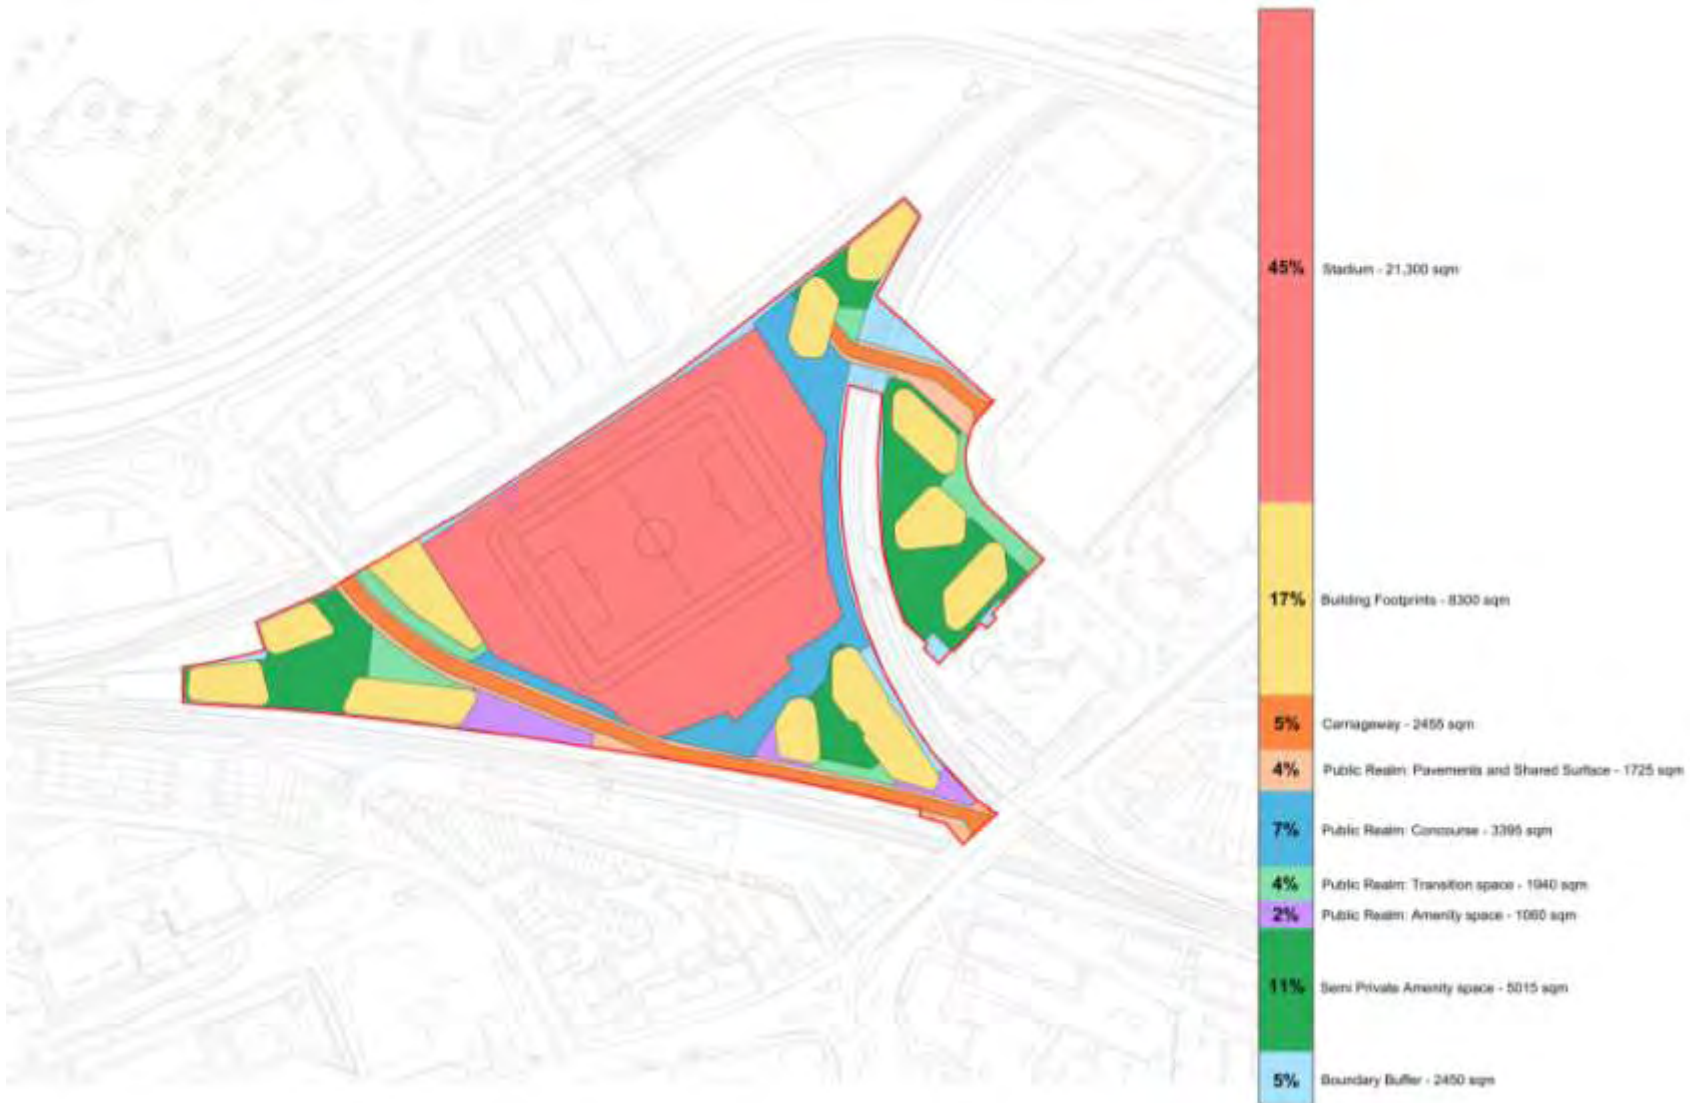 45% Stadium - 21,300 sqm
17% Building Footprints - 8300 sqm
5% Carriageway - 2455 sqm
4% Public Realm: Pavements and Shared Surface - 1725 sqm
7% Public Realm: Concourse - 3395 sqm
4% Public Realm: Transition space - 1940 sqm
2% Public Realm: Amenity space - 1060 sqm
11% Semi Private Amenity space - 5015 sqm
5% Boundary Buffer - 2450 sqm